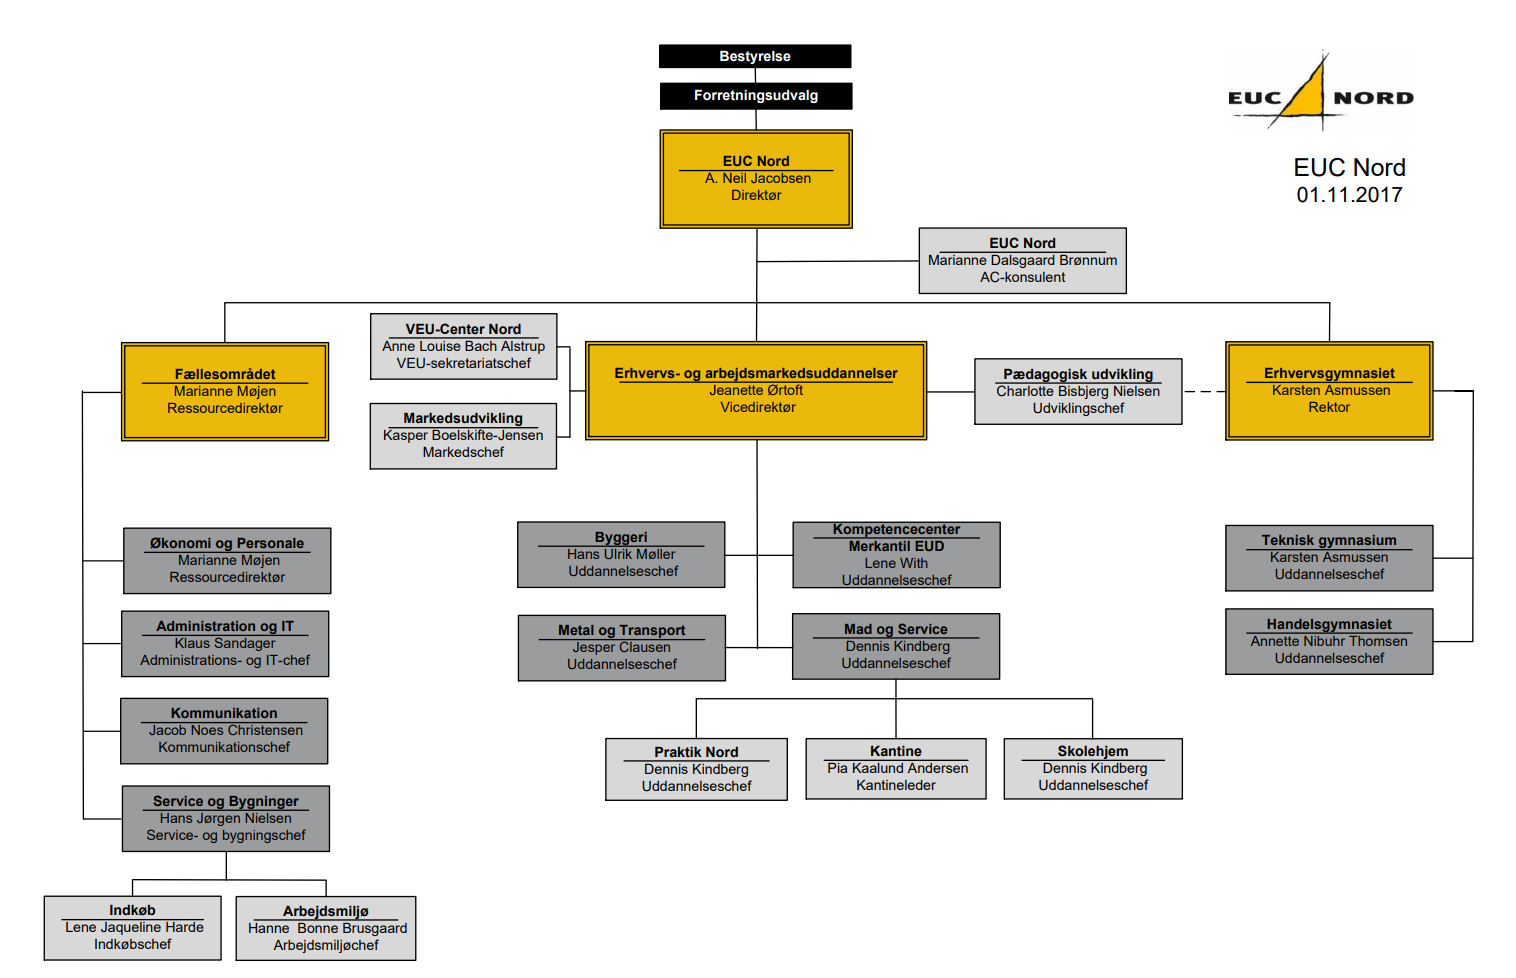 Bestyrelse
Forretningsudvalg
EUC NORD
EUC Nord
01.11.2017
EUC Nord
A. Neil Jacobsen
Direktør
EUC Nord
Marianne Dalsgaard Brønnum
AC-konsulent
VEU-Center Nord
Anne Louise Bach Alstrup
VEU-sekretariatschef
Fællesområdet
Marianne Møjen
Ressourcedirektør
Erhvervs- og arbejdsmarkedsuddannelser
Jeanette Ørtoft
Vicedirektør
Pædagogisk udvikling
Charlotte Bisbjerg Nielsen
Udviklingschef
Erhvervsgymnasiet
Karsten Asmussen
Rektor
Markedsudvikling
Kasper Boelskifte-Jensen
Markedschef
Økonomi og Personale
Marianne Møjen
Ressourcedirektør
Byggeri
Hans Ulrik Møller
Uddannelseschef
Kompetencecenter
Merkantil EUD
Lene With
Uddannelseschef
Teknisk gymnasium
Karsten Asmussen
Uddannelseschef
Administration og IT
Klaus Sandager
Administrations- og IT-chef
Metal og Transport
Jesper Clausen
Uddannelseschef
Mad og Service
Dennis Kindberg
Uddannelseschef
Handelsgymnasiet
Annette Nibuhr Thomsen
Uddannelseschef
Kommunikation
Jacob Noes Christensen
Kommunikationschef
Praktik Nord
Dennis Kindberg
Uddannelseschef
Kantine
Pia Kaalund Andersen
Kantineleder
Skolehjem
Dennis Kindberg
Uddannelseschef
Service og Bygninger
Hans Jørgen Nielsen
Service- og bygningschef
Indkøb
Lene Jaqueline Harde
Indkøbschef
Arbejdsmiljø
Hanne  Bonne Brusgaard
Arbejdsmiljøchef